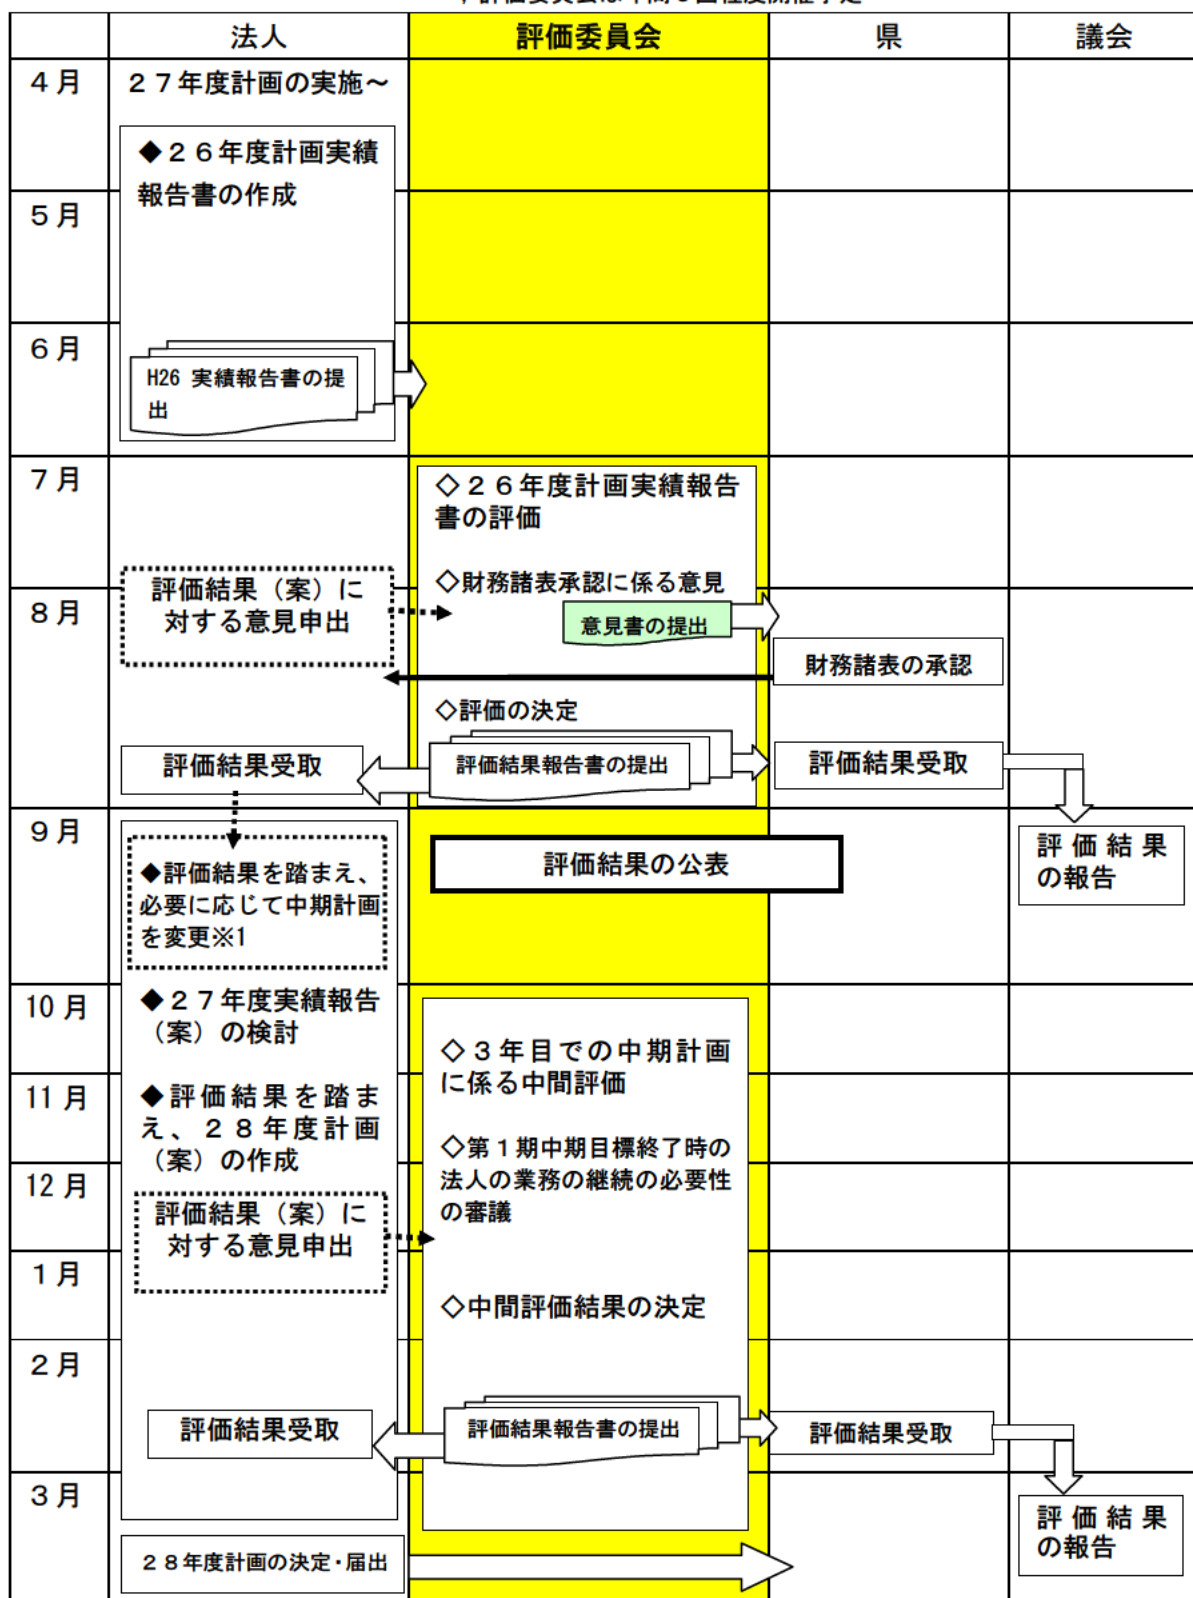 法人
評価委員会
県
議会
4月
２７年度計画の実施～
◆２６年度計画実績
報告書の作成
5月
6月
H26 実績報告書の提
出
7月
◇２６年度計画実績報告
書の評価
◇財務諸表承認に係る意見
8月
評価結果（案）に
対する意見申出
意見書の提出
財務諸表の承認
◇評価の決定
評価結果受取
評価結果報告書の提出
評価結果受取
9月
◆評価結果を踏まえ、
必要に応じて中期計画
を変更※1
評価結果の公表
評価結果
の報告
10月
◆２７年度実績報告
（案）の検討
◇３年目での中期計画
に係る中間評価
11月
◆評価結果を踏ま
え、２８年度計画
（案）の作成
◇第１期中期目標終了時の
法人の業務の継続の必要性
の審議
12月
評価結果（案）に
対する意見申出
1月
◇中間評価結果の決定
2月
評価結果受取
評価結果報告書の提出
評価結果受取
3月
評価結果
の報告
２８年度計画の決定・届出